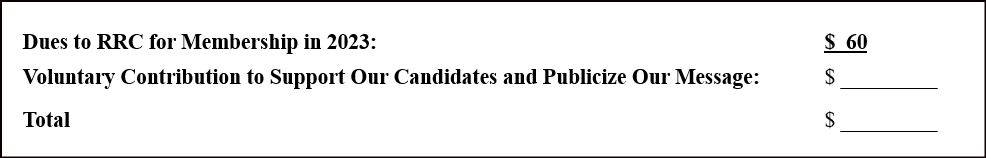 Dues to RRC for Membership in 2023: $ 60
Voluntary Contribution to Support Our Candidates and Publicize Our Message: $ _________
Total $ _________